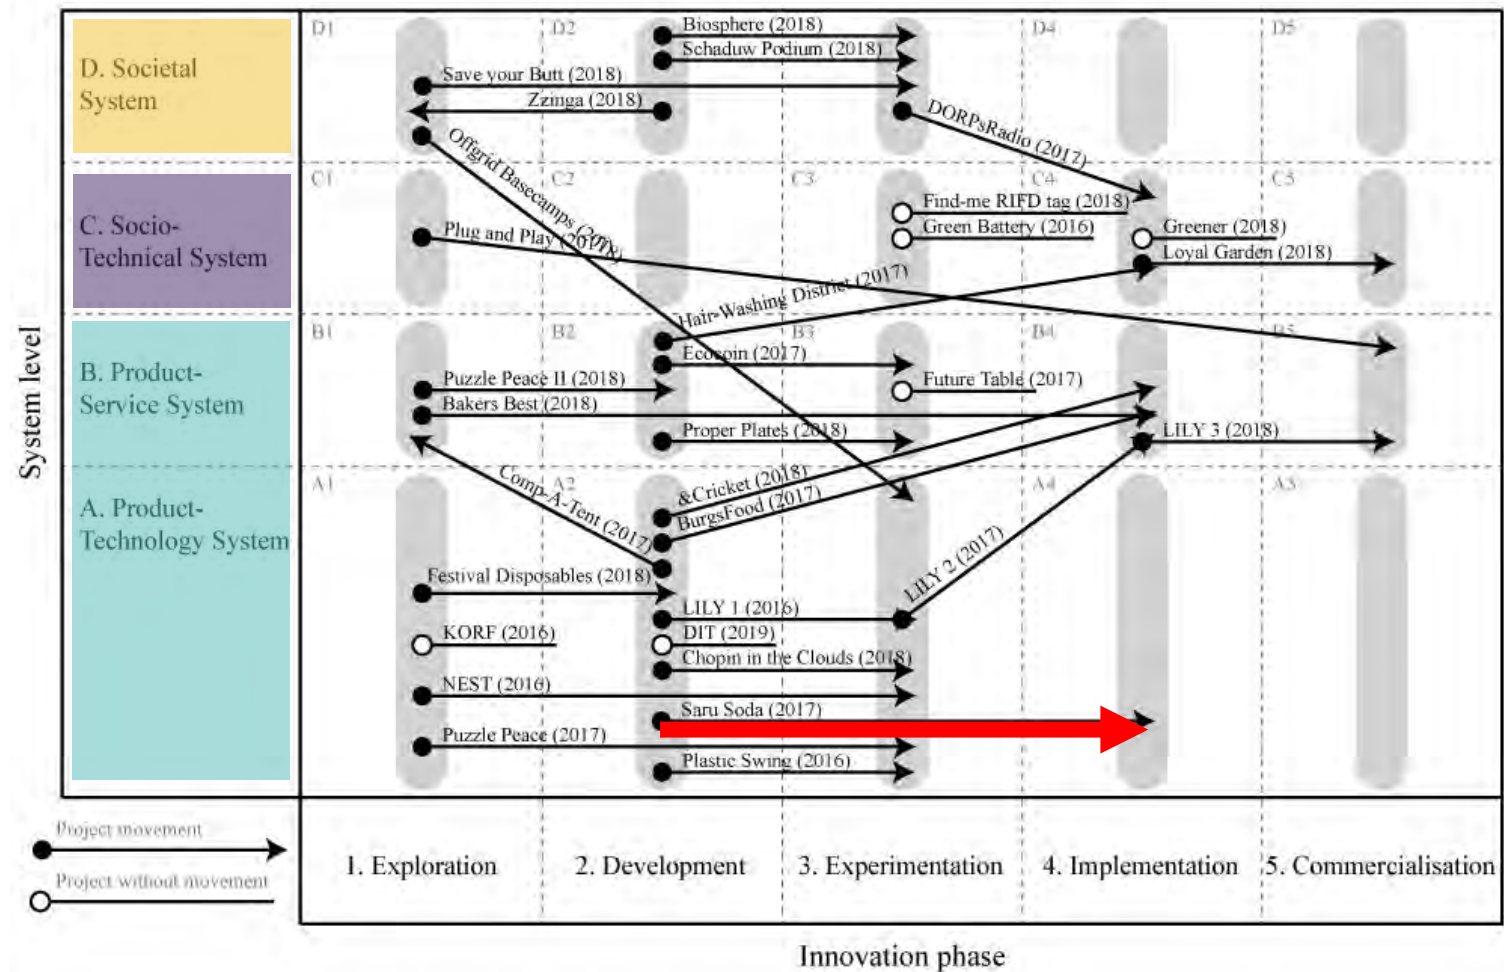 D1
D2
D4
D5
Biosphere (2018)
Schaduw Podium (2018)
D. Societal
System
Save your Butt (2018)
Zzinga (2018)
DORPsRadio (2017)
Offgrid Basecamps (2018)
C1
C2
C3
C4
C5
C. Socio-
Technical System
Find-me RIFD tag (2018)
Plug and Play (2017)
Green Battery (2016)
Greener (2018)
Loyal Garden (2018)
Hair-Washing District (2017)
B1
B2
B3
B4
B5
Ecocoin (2017)
B. Product-
Service System
Puzzle Peace II (2018)
Future Table (2017)
Bakers Best (2018)
Proper Plates (2018)
LILY 3 (2018)
A1
A2
A4
&Cricket (2018)
BurgsFood (2017)
Comp-A-Tent (2017)
A. Product-
Technology System
LILY 2 (2017)
Festival Disposables (2018)
LILY 1 (2016)
KORF (2016)
DIT (2019)
Chopin in the Clouds (2018)
NEST (2016)
Saru Soda (2017)
Puzzle Peace (2017)
Plastic Swing (2016)
System level
Project movement
Project without movement
1. Exploration
2. Development
3. Experimentation
4. Implementation
5. Commercialisation
Innovation phase